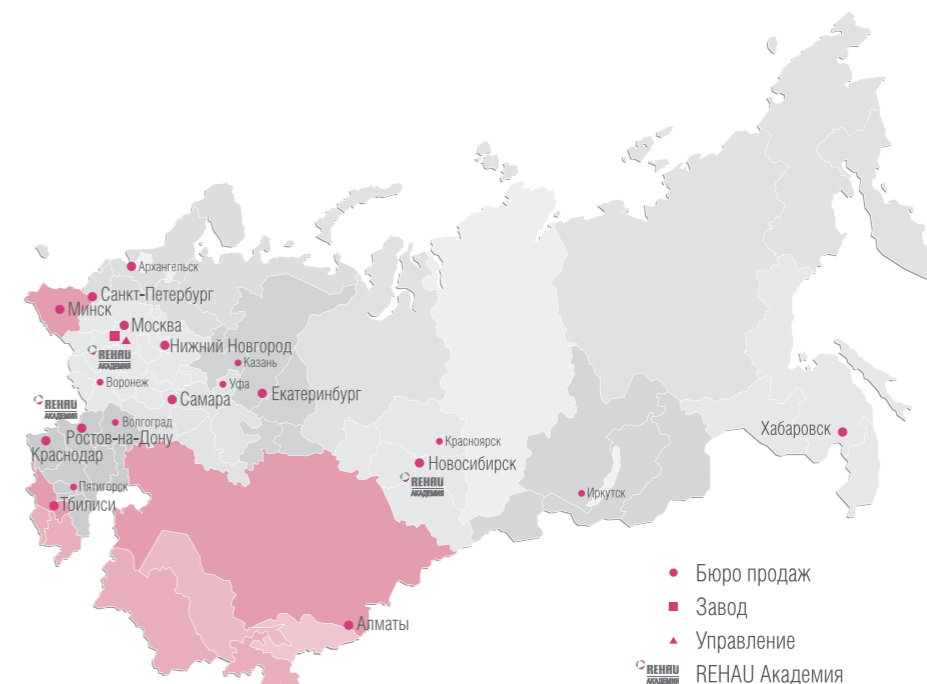 Архангельск
Санкт-Петербург
Минск
Москва
Нижний Новгород
REHAU
АКАДЕМИЯ
Казань
Воронеж
Уфа
Екатеринбург
Самара
REHAU
АКАДЕМИЯ
Волгоград
Ростов-на-Дону
Краснодар
Хабаровск
Красноярск
Новосибирск
REHAU
АКАДЕМИЯ
Пятигорск
Иркутск
Тбилиси
Бюро продаж
Завод
Алматы
Управление
REHAU
АКАДЕМИЯ
REHAU Академия